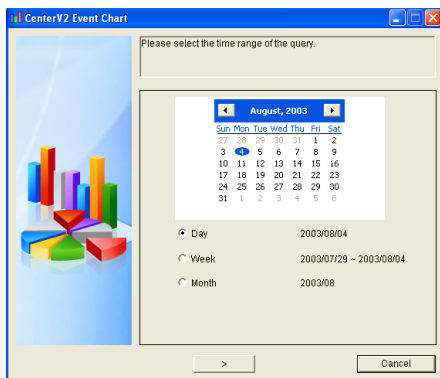 CenterV2 Event Chart
Please select the time range of the query.
August, 2003
Sun Mon Tue Wed Thu Fri Sat
27 28 29 30 31 1 2
3 4 5 6 7 8 9
10 11 12 13 14 15 16
17 18 19 20 21 22 23
24 25 26 27 28 29 30
31 1 2 3 4 5 6
Day 2003/08/04
Week 2003/07/29 ~ 2003/08/04
Month 2003/08
> Cancel